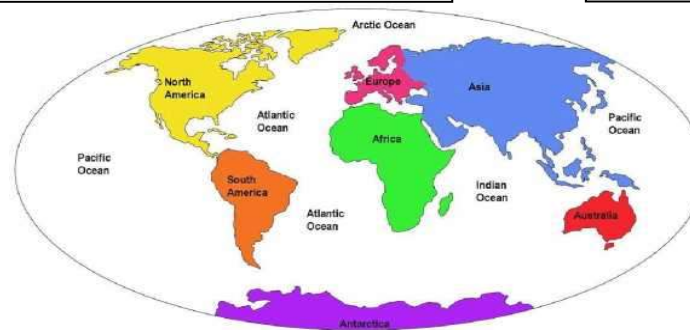 Arctic Ocean
North
America
Europe
Asia
Atlantic
Ocean
Pacific
Ocean
Africa
Pacific
Ocean
South
America
Indian
Ocean
Atlantic
Ocean
Australia
Antarctica